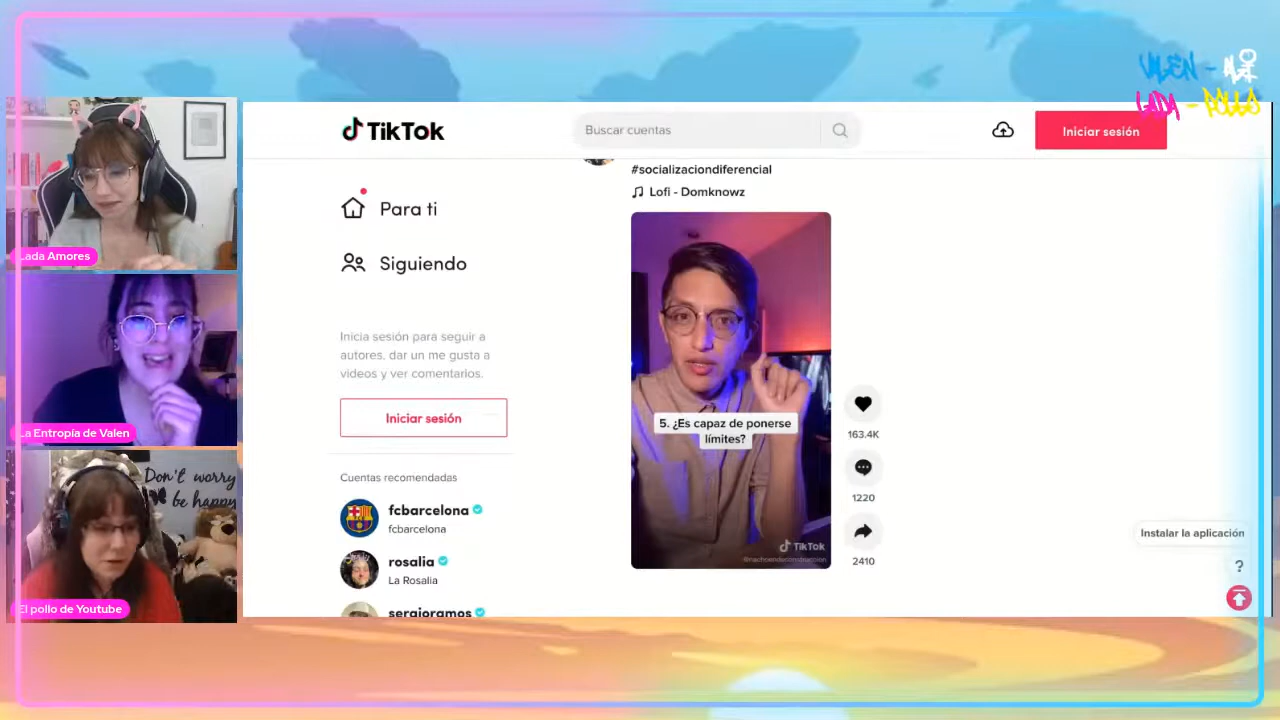 VALEN -
LADA - POLLO
TikTok
Buscar cuentas
Iniciar sesión
#socializaciondiferencial
Lofi - Domknowz
Para ti
Siguiendo
Inicia sesión para seguir a
autores. dar un me gusta a
videos y ver comentarios.
Iniciar sesión
Cuentas recomendadas
fcbarcelona
fcbarcelona
rosalia
La Rosalia
sergioramos
5. ¿Es capaz de ponerse
límites?
TikTok
163.4K
1220
2410
Instalar la aplicación
?
Lada Amores
La Entropía de Valen
Don't worry
be happy
El pollo de Youtube